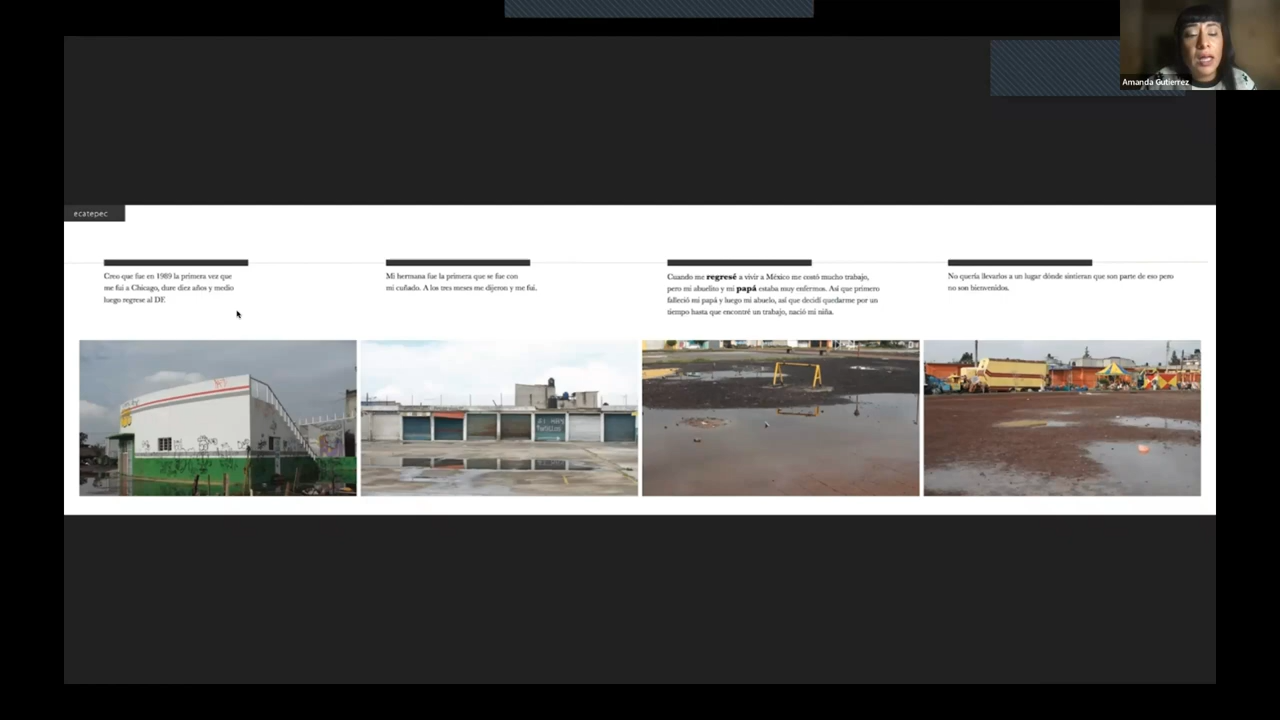 Amanda Gutierrez
ecatepec
Creo que fue en 1989 la primera vez que
me fui a Chicago, dure diez años y medio
luego regrese al DF.
Mi hermana fue la primera que se fue con
mi cuñado. A los tres meses me dijeron y me fui.
Cuando me regresé a vivir a México me costó mucho trabajo,
pero mi abuelito y mi papá estaba muy enfermos. Así que primero
falleció mi papá y luego mi abuelo, así que decidí quedarme por un
tiempo hasta que encontré un trabajo, nació mi niña.
No quería llevarlos a un lugar dónde sintieran que son parte de eso pero
no son bienvenidos.